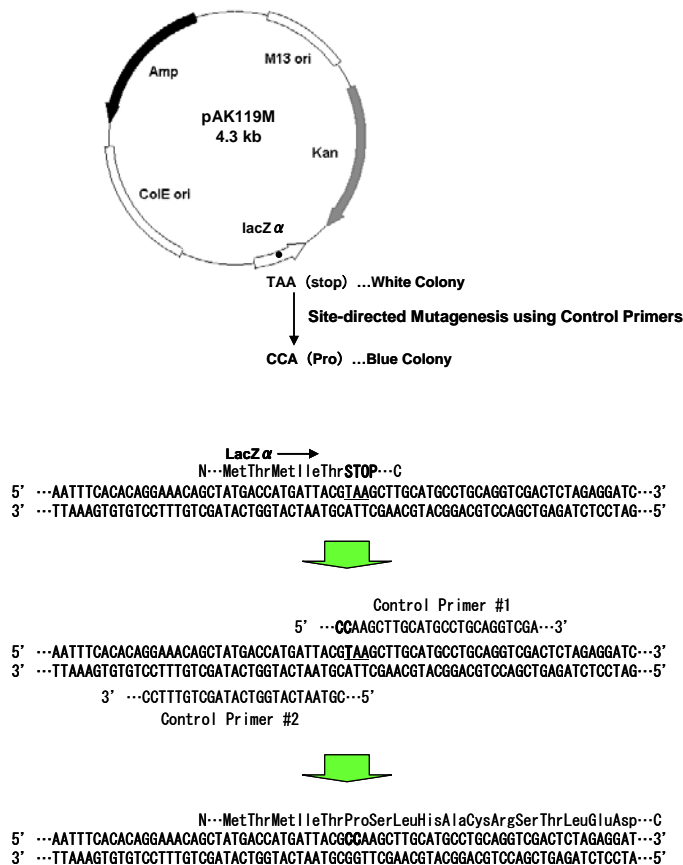 Amp
M13 ori
pAK119M
4.3 kb
Kan
ColE ori
lacZ α
TAA (stop) ...White Colony
Site-directed Mutagenesis using Control Primers
CCA (Pro) ...Blue Colony
LacZ α
N…MetThrMetIleThrSTOP…C
5' …AATTTCACACAGGAAACAGCTATGACCATGATTACGTAAGCTTGCATGCCTGCAGGTCGACTCTAGAGGATC…3'
3' …TTAAAGTGTGTCCTTTGTCGATACTGGTACTAATGCATTCGAACGTACGGACGTCCAGCTGAGATCTCCTAG…5'
Control Primer #1
5' …CCAAGCTTGCATGCCTGCAGGTCGA…3'
5' …AATTTCACACAGGAAACAGCTATGACCATGATTACGTAAGCTTGCATGCCTGCAGGTCGACTCTAGAGGATC…3'
3' …TTAAAGTGTGTCCTTTGTCGATACTGGTACTAATGCATTCGAACGTACGGACGTCCAGCTGAGATCTCCTAG…5'
3' …CCTTTGTCGATACTGGTACTAATGC…5'
Control Primer #2
N…MetThrMetIleThrProSerLeuHisAlaCysArgSerThrLeuGluAsp…C
5' …AATTTCACACAGGAAACAGCTATGACCATGATTACGCCAAGCTTGCATGCCTGCAGGTCGACTCTAGAGGAT…3'
3' …TTAAAGTGTGTCCTTTGTCGATACTGGTACTAATGCGGTTCGAACGTACGGACGTCCAGCTGAGATCTCCTA…5'